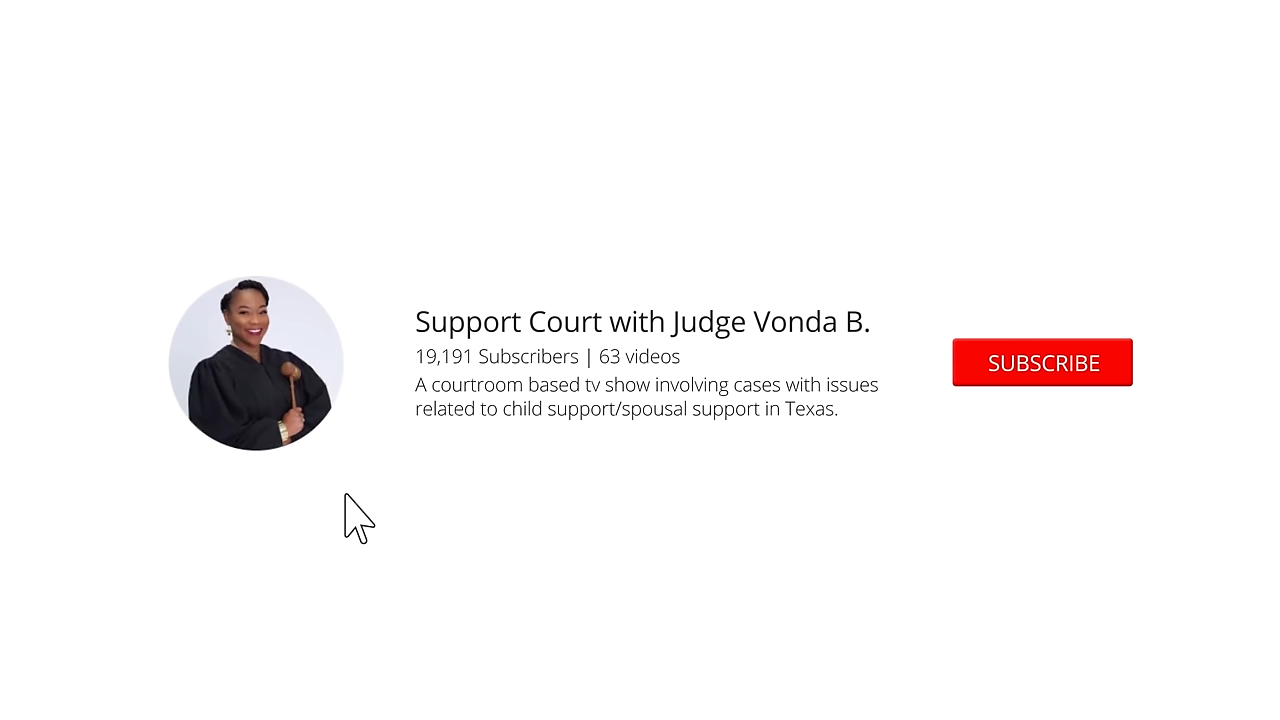 Support Court with Judge Vonda B.
19,191 Subscribers | 63 videos
A courtroom based tv show involving cases with issues
related to child support/spousal support in Texas.
SUBSCRIBE